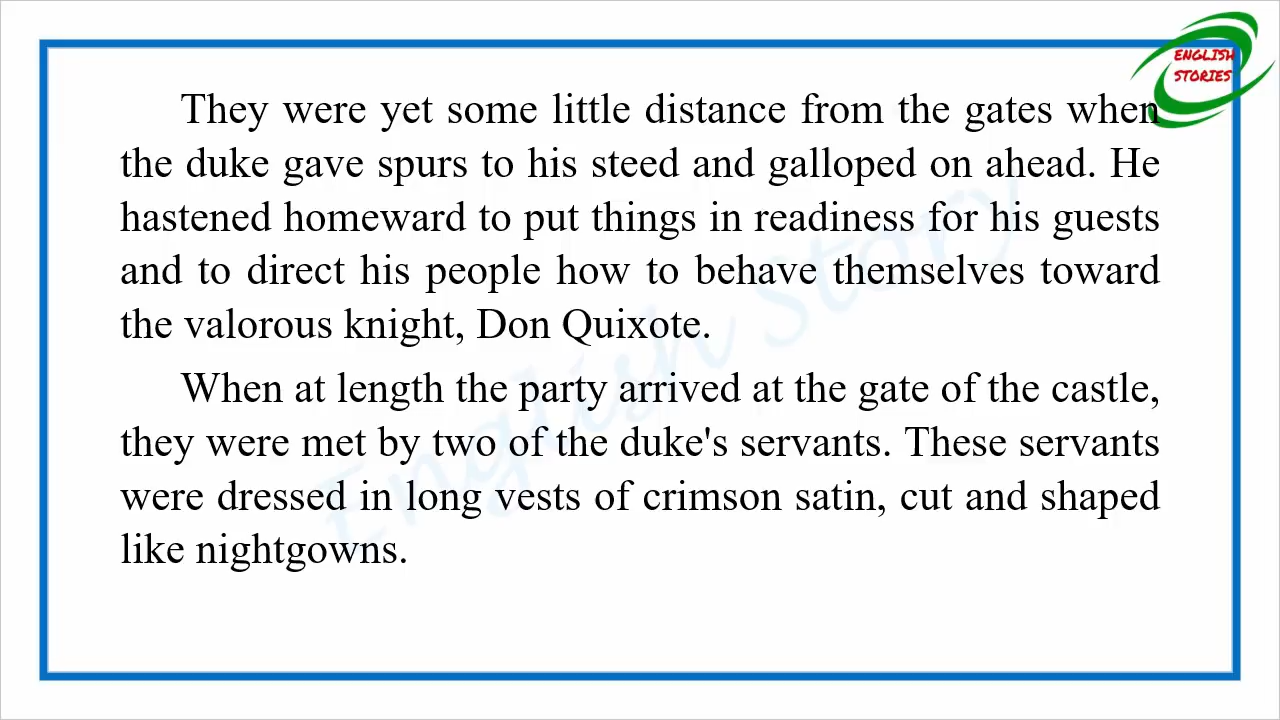 ENGLISH
STORIES
They were yet some little distance from the gates when
the duke gave spurs to his steed and galloped on ahead. He
hastened homeward to put things in readiness for his guests
and to direct his people how to behave themselves toward
the valorous knight, Don Quixote.
When at length the party arrived at the gate of the castle,
they were met by two of the duke's servants. These servants
were dressed in long vests of crimson satin, cut and shaped
like nightgowns.
English Story